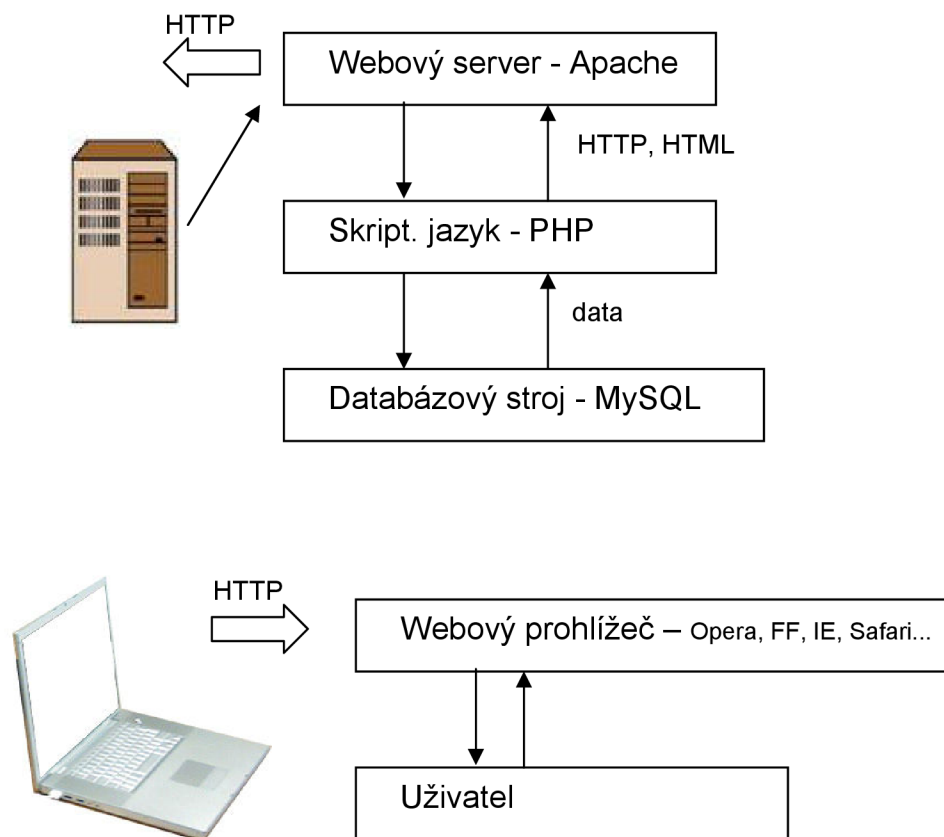 HTTP
Webový server - Apache
HTTP, HTML
Skript. jazyk - PHP
data
Databázový stroj - MySQL
HTTP
Webový prohlížeč – Opera, FF, IE, Safari...
Uživatel